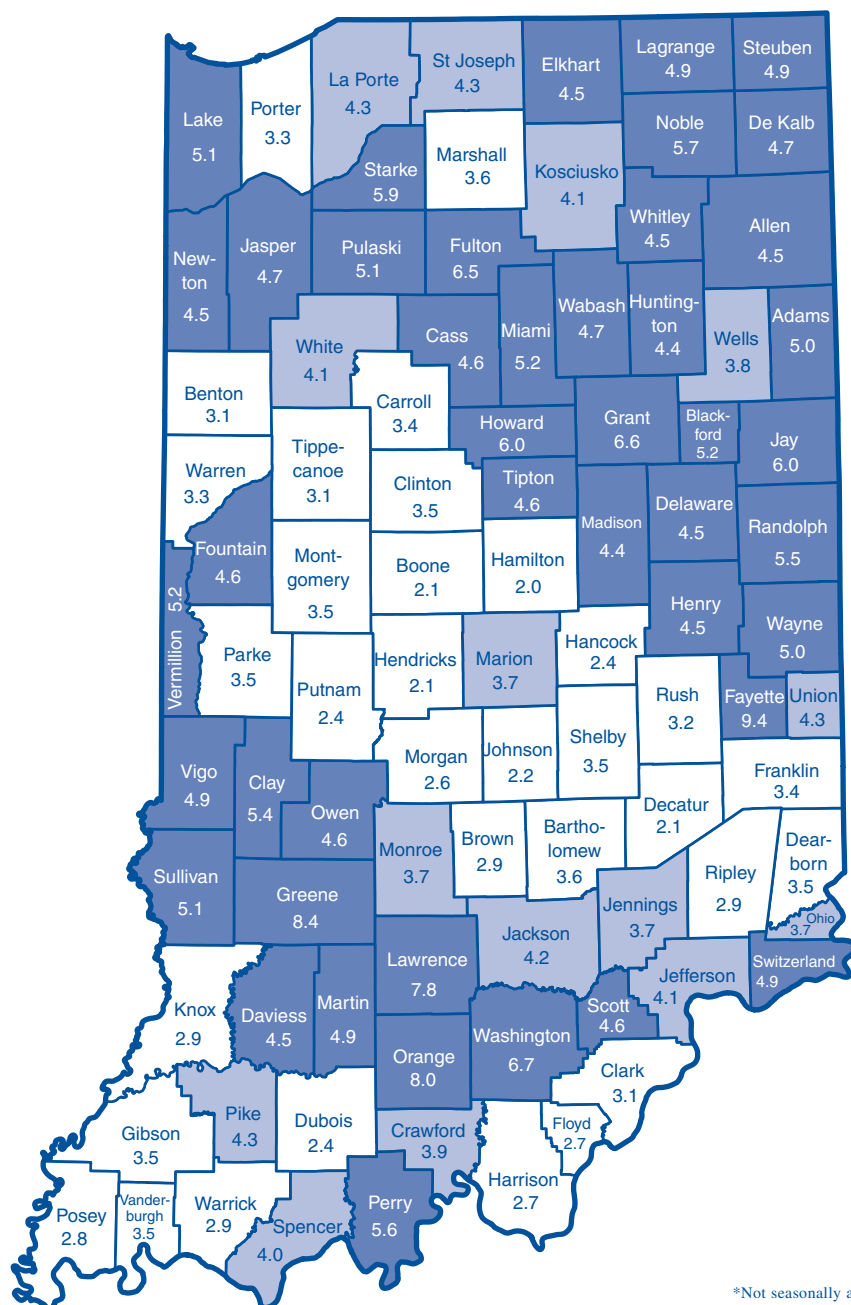 Lake
5.1
Porter
3.3
La Porte
4.3
St Joseph
4.3
Elkhart
4.5
Lagrange
4.9
Steuben
4.9
Noble
5.7
De Kalb
4.7
Starke
5.9
Marshall
3.6
Kosciusko
4.1
Whitley
4.5
Allen
4.5
New-
ton
4.5
Jasper
4.7
Pulaski
5.1
Fulton
6.5
White
4.1
Cass
4.6
Miami
5.2
Wabash
4.7
Hunting-
ton
4.4
Wells
3.8
Adams
5.0
Benton
3.1
Carroll
3.4
Howard
6.0
Grant
6.6
Black-
ford
5.2
Jay
6.0
Warren
3.3
Tippe-
canoe
3.1
Clinton
3.5
Tipton
4.6
Madison
4.4
Delaware
4.5
Randolph
5.5
Fountain
4.6
Mont-
gomery
3.5
Boone
2.1
Hamilton
2.0
Henry
4.5
Wayne
5.0
Vermillion 5.2
Parke
3.5
Putnam
2.4
Hendricks
2.1
Marion
3.7
Hancock
2.4
Rush
3.2
Fayette
9.4
Union
4.3
Vigo
4.9
Clay
5.4
Owen
4.6
Morgan
2.6
Johnson
2.2
Shelby
3.5
Decatur
2.1
Franklin
3.4
Sullivan
5.1
Greene
8.4
Monroe
3.7
Brown
2.9
Bartho-
lomew
3.6
Jennings
3.7
Ripley
2.9
Dear-
born
3.5
Ohio
3.7
Switzerland
4.9
Knox
2.9
Daviess
4.5
Martin
4.9
Lawrence
7.8
Jackson
4.2
Scott
4.6
Jefferson
4.1
Orange
8.0
Washington
6.7
Clark
3.1
Gibson
3.5
Pike
4.3
Dubois
2.4
Crawford
3.9
Floyd
2.7
Harrison
2.7
Posey
2.8
Vander-
burgh
3.5
Warrick
2.9
Spencer
4.0
Perry
5.6
*Not seasonally a